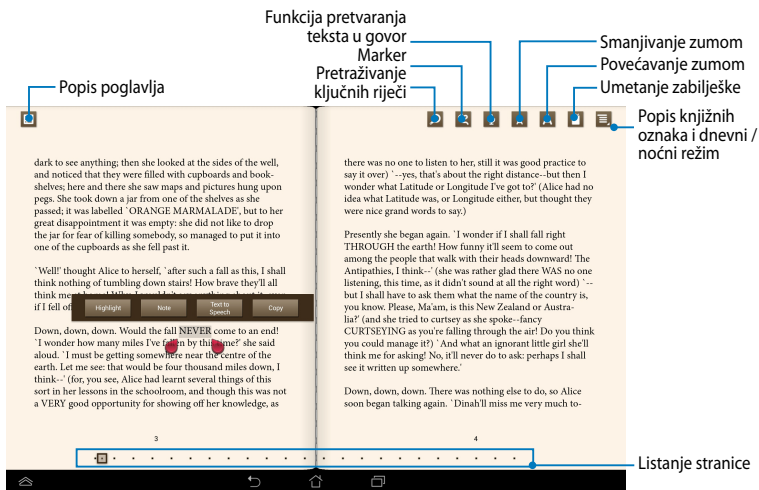 Funkcija pretvaranja
teksta u govor
Marker
Pretraživanje
ključnih riječi
Smanjivanje zumom
Povećavanje zumom
Umetanje zabilješke
Popis knjižnih
oznaka i dnevni /
noćni režim
Popis poglavlja
dark to see anything; then she looked at the sides of the well,
and noticed that they were filled with cupboards and book-
shelves; here and there she saw maps and pictures hung upon
pegs. She took down a jar from one of the shelves as she
passed; it was labelled `ORANGE MARMALADE', but to her
great disappointment it was empty: she did not like to drop
the jar for fear of killing somebody, so managed to put it into
one of the cupboards as she fell past it.
`Well!' thought Alice to herself, `after such a fall as this, I shall
think nothing of tumbling down stairs! How brave they'll all
think me
if I fell off
Highlight
Note
Text to
Speech
Copy
Down, down, down. Would the fall NEVER come to an end!
`I wonder how many miles I've fallen by this time?' she said
aloud. `I must be getting somewhere near the centre of the
earth. Let me see: that would be four thousand miles down, I
think--' (for, you see, Alice had learnt several things of this
sort in her lessons in the schoolroom, and though this was not
a VERY good opportunity for showing off her knowledge, as
3
there was no one to listen to her, still it was good practice to
say it over) `--yes, that's about the right distance--but then I
wonder what Latitude or Longitude I've got to?' (Alice had no
idea what Latitude was, or Longitude either, but thought they
were nice grand words to say.)
Presently she began again. `I wonder if I shall fall right
THROUGH the earth! How funny it'll seem to come out
among the people that walk with their heads downward! The
Antipathies, I think--' (she was rather glad there WAS no one
listening, this time, as it didn't sound at all the right word) `--
but I shall have to ask them what the name of the country is,
you know. Please, Ma'am, is this New Zealand or Austra-
lia?' (and she tried to curtsey as she spoke--fancy
CURTSEYING as you're falling through the air! Do you think
you could manage it?) `And what an ignorant little girl she'll
think me for asking! No, it'll never do to ask: perhaps I shall
see it written up somewhere.'
Down, down, down. There was nothing else to do, so Alice
soon began talking again. `Dinah'll miss me very much to-
4
Listanje stranice